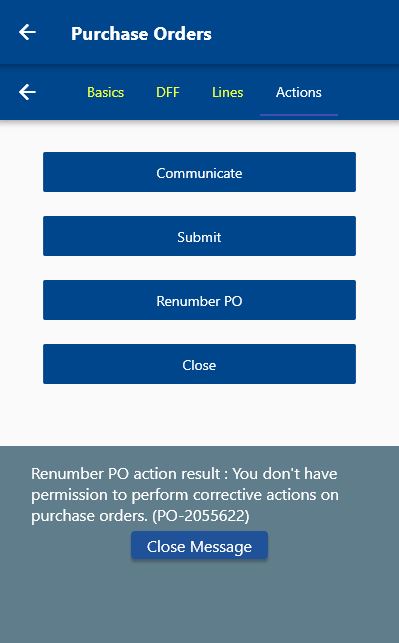 Purchase Orders
Basics DFF Lines Actions
Communicate
Submit
Renumber PO
Close
Renumber PO action result : You don't have
permission to perform corrective actions on
purchase orders. (PO-2055622)
Close Message